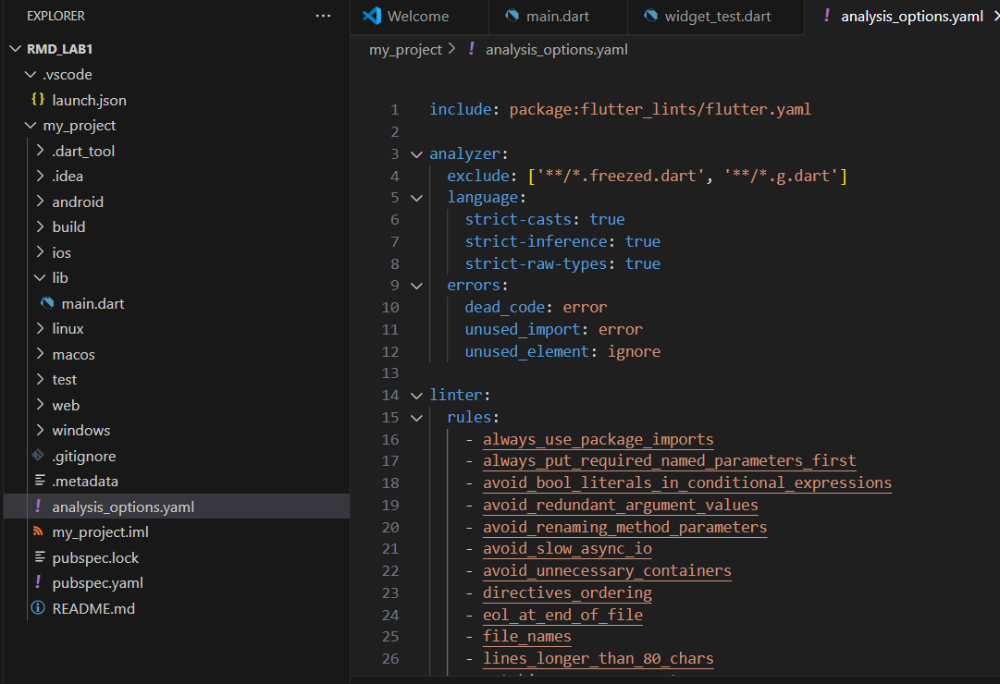 EXPLORER
RMD_LAB1
.vscode
{} launch.json
my_project
.dart_tool
.idea
android
build
ios
lib
main.dart
linux
macos
test
web
windows
.gitignore
.metadata
! analysis_options.yaml
my_project.iml
pubspec.lock
! pubspec.yaml
README.md
Welcome main.dart widget_test.dart ! analysis_options.yaml
my_project > ! analysis_options.yaml
1 include: package:flutter_lints/flutter.yaml
2
3 analyzer:
4 exclude: ['**/*.freezed.dart', '**/*.g.dart']
5 language:
6 strict-casts: true
7 strict-inference: true
8 strict-raw-types: true
9 errors:
10 dead_code: error
11 unused_import: error
12 unused_element: ignore
13
14 linter:
15 rules:
16 - always_use_package_imports
17 - always_put_required_named_parameters_first
18 - avoid_bool_literals_in_conditional_expressions
19 - avoid_redundant_argument_values
20 - avoid_renaming_method_parameters
21 - avoid_slow_async_io
22 - avoid_unnecessary_containers
23 - directives_ordering
24 - eol_at_end_of_file
25 - file_names
26 - lines_longer_than_80_chars